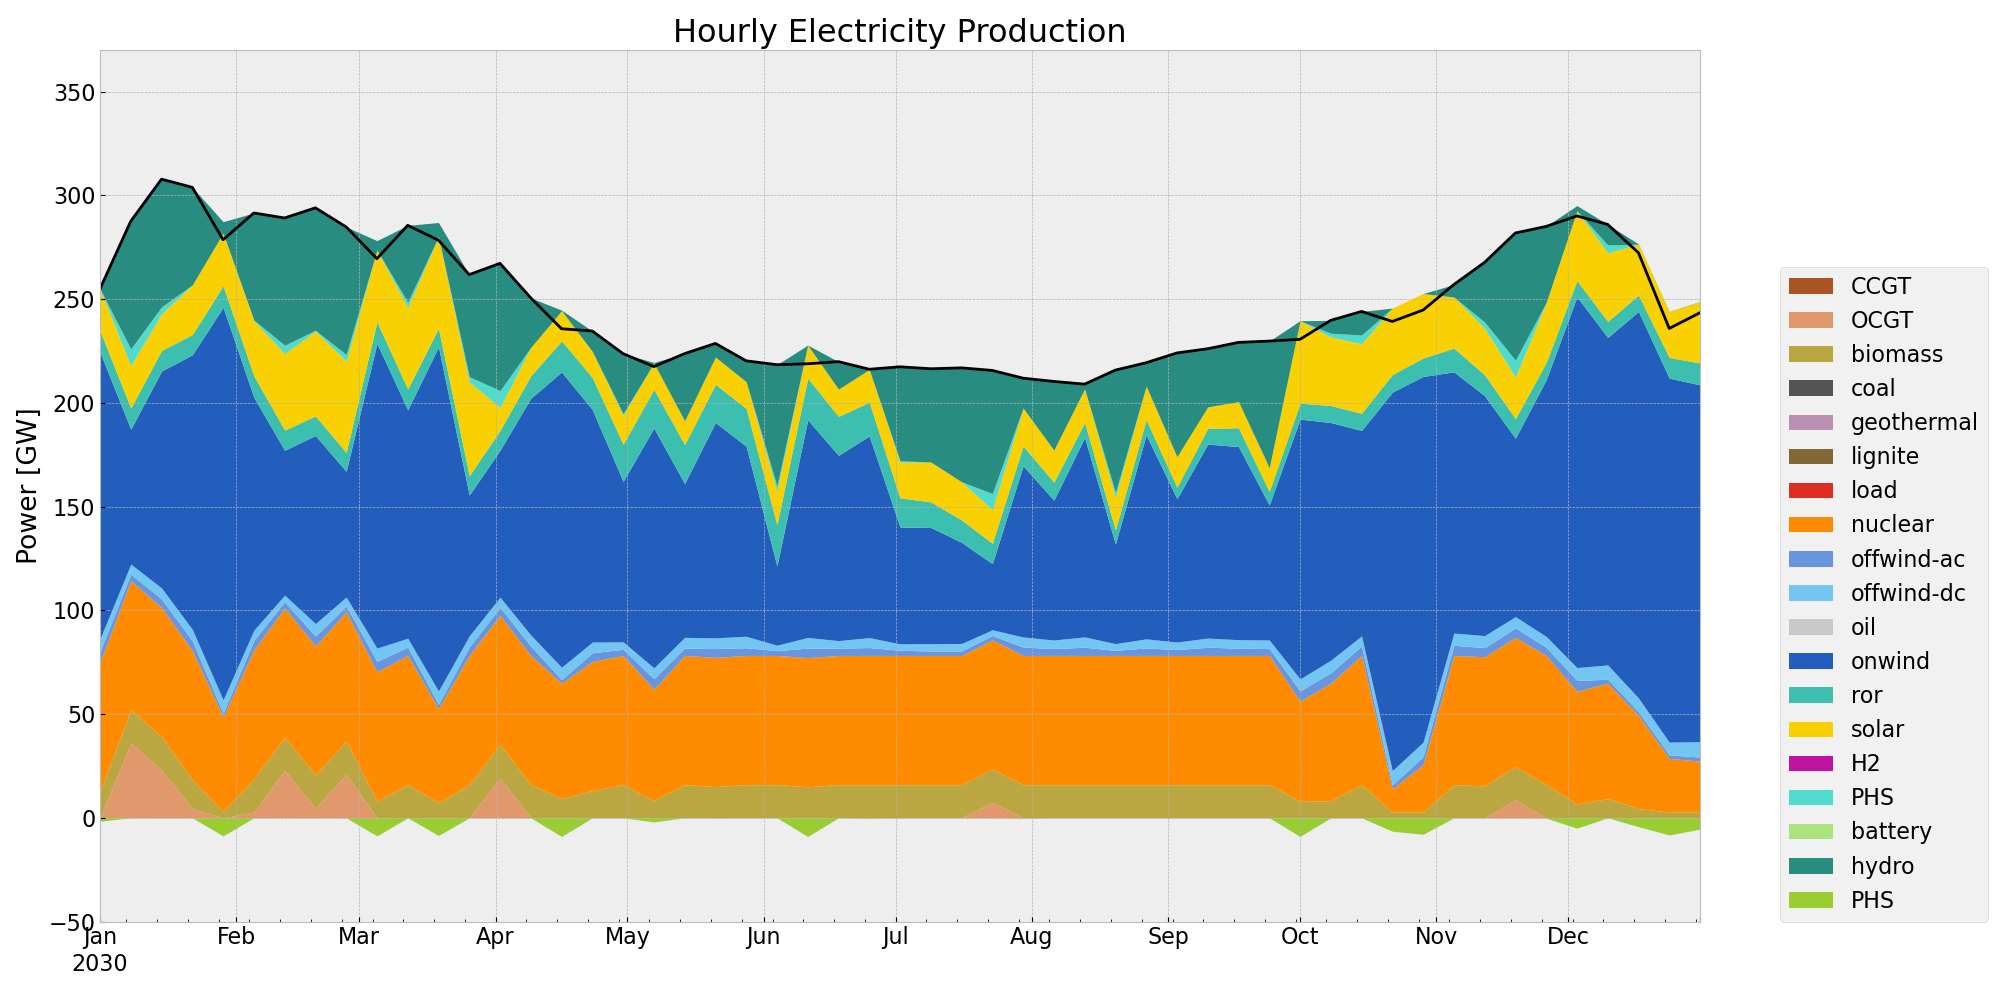 Hourly Electricity Production
Power [GW]
350
300
250
200
150
100
50
0
−50
Jan Feb Mar Apr May Jun Jul Aug Sep Oct Nov Dec
2030
CCGT
OCGT
biomass
coal
geothermal
lignite
load
nuclear
offwind-ac
offwind-dc
oil
onwind
ror
solar
H2
PHS
battery
hydro
PHS